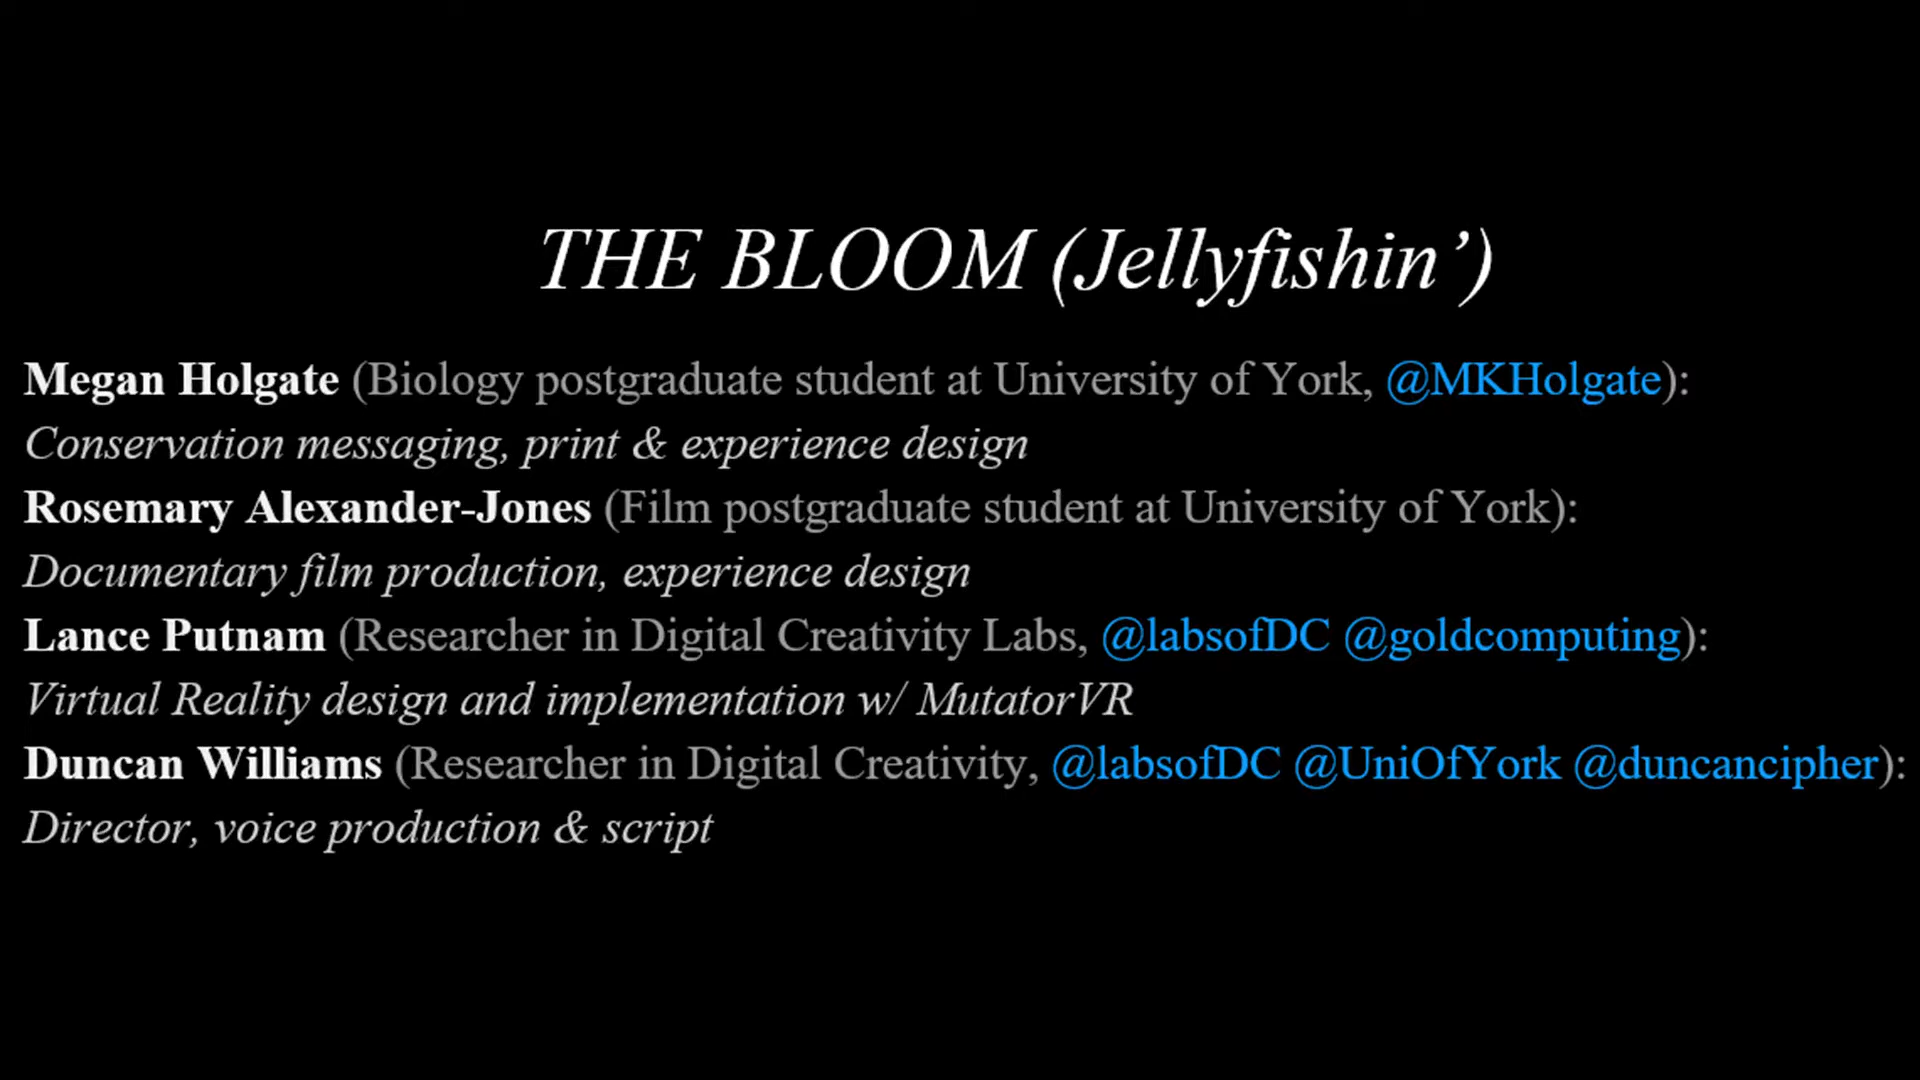 THE BLOOM (Jellyfishin’)
Megan Holgate (Biology postgraduate student at University of York, @MKHolgate):
Conservation messaging, print & experience design
Rosemary Alexander-Jones (Film postgraduate student at University of York):
Documentary film production, experience design
Lance Putnam (Researcher in Digital Creativity Labs, @labsofDC @goldcomputing):
Virtual Reality design and implementation w/ MutatorVR
Duncan Williams (Researcher in Digital Creativity, @labsofDC @UniOfYork @duncancipher):
Director, voice production & script